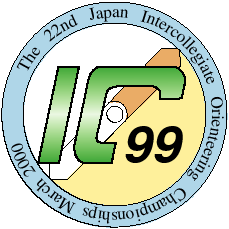 The 22nd Japan Intercollegiate Orienteering Championships March 2000
IC
99